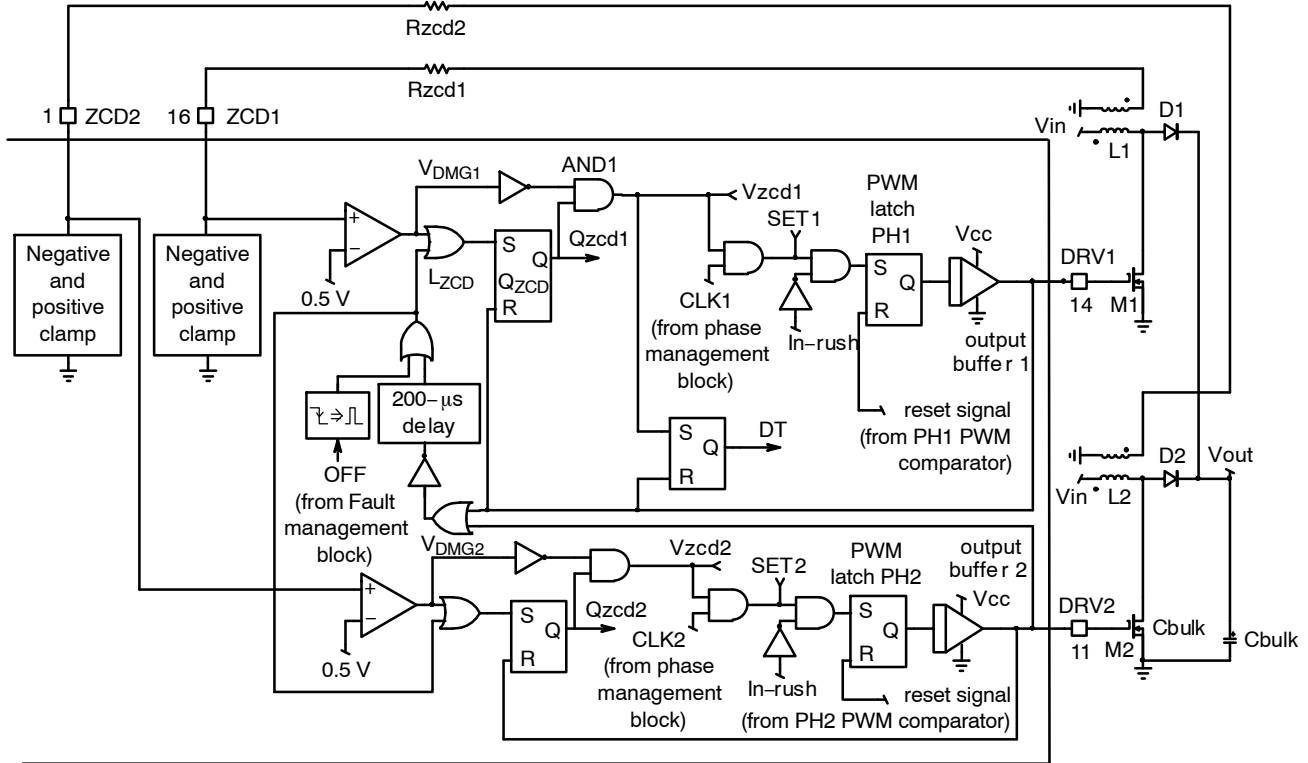 Rzcd2
Rzcd1
1
ZCD2
16
ZCD1
D1
Vin
L1
AND1
VDMG1
Vzcd1
PWM
latch
PH1
SET1
Vcc
DRV1
+
−
0.5 V
Negative
and
positive
clamp
Negative
and
positive
clamp
LZCD
S
Q
QZCD
R
Qzcd1
CLK1
(from phase
management
block)
In−rush
S
Q
R
14
M1
output
buffer 1
200−μs
delay
OFF
(from Fault
management
block)
S
Q
R
DT
reset signal
(from PH1 PWM
comparator)
D2
Vout
Vin
L2
VDMG2
Vzcd2
SET2
PWM
latch PH2
output
buffer 2
Vcc
DRV2
+
−
0.5 V
S
Q
R
Qzcd2
CLK2
(from phase
management
block)
In−rush
S
Q
R
reset signal
(from PH2 PWM comparator)
11
M2
Cbulk
Cbulk